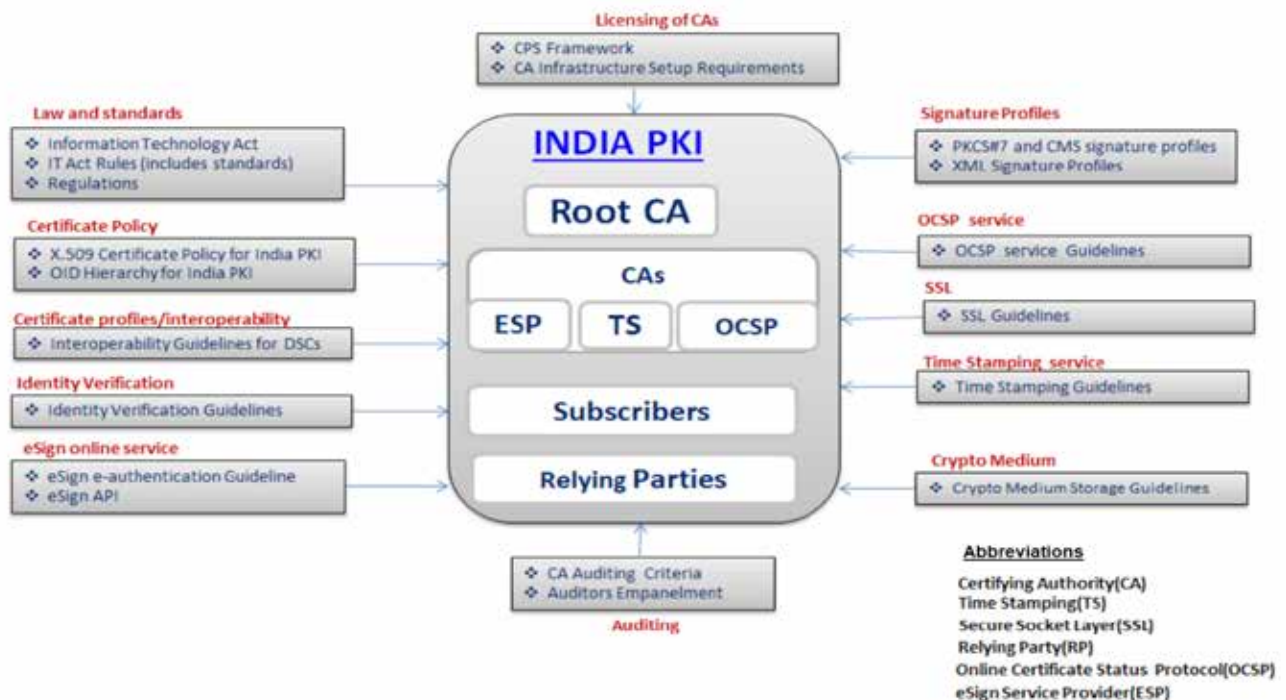 Licensing of CAs
❖ CPS Framework
❖ CA Infrastructure Setup Requirements
Law and standards
❖ Information Technology Act
❖ IT Act Rules (includes standards)
❖ Regulations
Certificate Policy
❖ X.509 Certificate Policy for India PKI
❖ OID Hierarchy for India PKI
Certificate profiles/interoperability
❖ Interoperability Guidelines for DSCs
Identity Verification
❖ Identity Verification Guidelines
eSign online service
❖ eSign e-authentication Guideline
❖ eSign API
INDIA PKI
Root CA
CAs
ESP
TS
OCSP
Subscribers
Relying Parties
Signature Profiles
❖ PKCS#7 and CMS signature profiles
❖ XML Signature Profiles
OCSP service
❖ OCSP service Guidelines
SSL
❖ SSL Guidelines
Time Stamping service
❖ Time Stamping Guidelines
Crypto Medium
❖ Crypto Medium Storage Guidelines
❖ CA Auditing Criteria
❖ Auditors Empanelment
Auditing
Abbreviations
Certifying Authority(CA)
Time Stamping(TS)
Secure Socket Layer(SSL)
Relying Party(RP)
Online Certificate Status Protocol(OCSP)
eSign Service Provider(ESP)